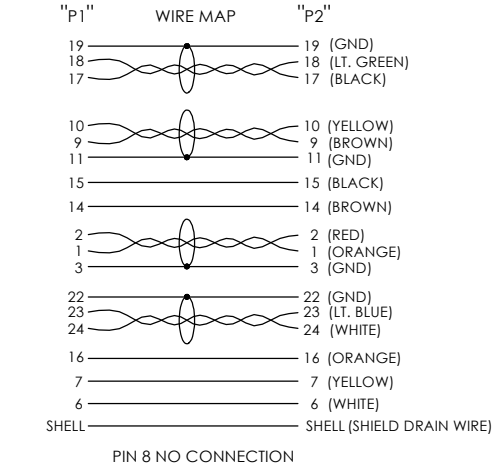 "P1" WIRE MAP "P2"
19 19 (GND)
18 18 (LT. GREEN)
17 17 (BLACK)
10 10 (YELLOW)
9 9 (BROWN)
11 11 (GND)
15 15 (BLACK)
14 14 (BROWN)
2 2 (RED)
1 1 (ORANGE)
3 3 (GND)
22 22 (GND)
23 23 (LT. BLUE)
24 24 (WHITE)
16 16 (ORANGE)
7 7 (YELLOW)
6 6 (WHITE)
SHELL SHELL (SHIELD DRAIN WIRE)
PIN 8 NO CONNECTION